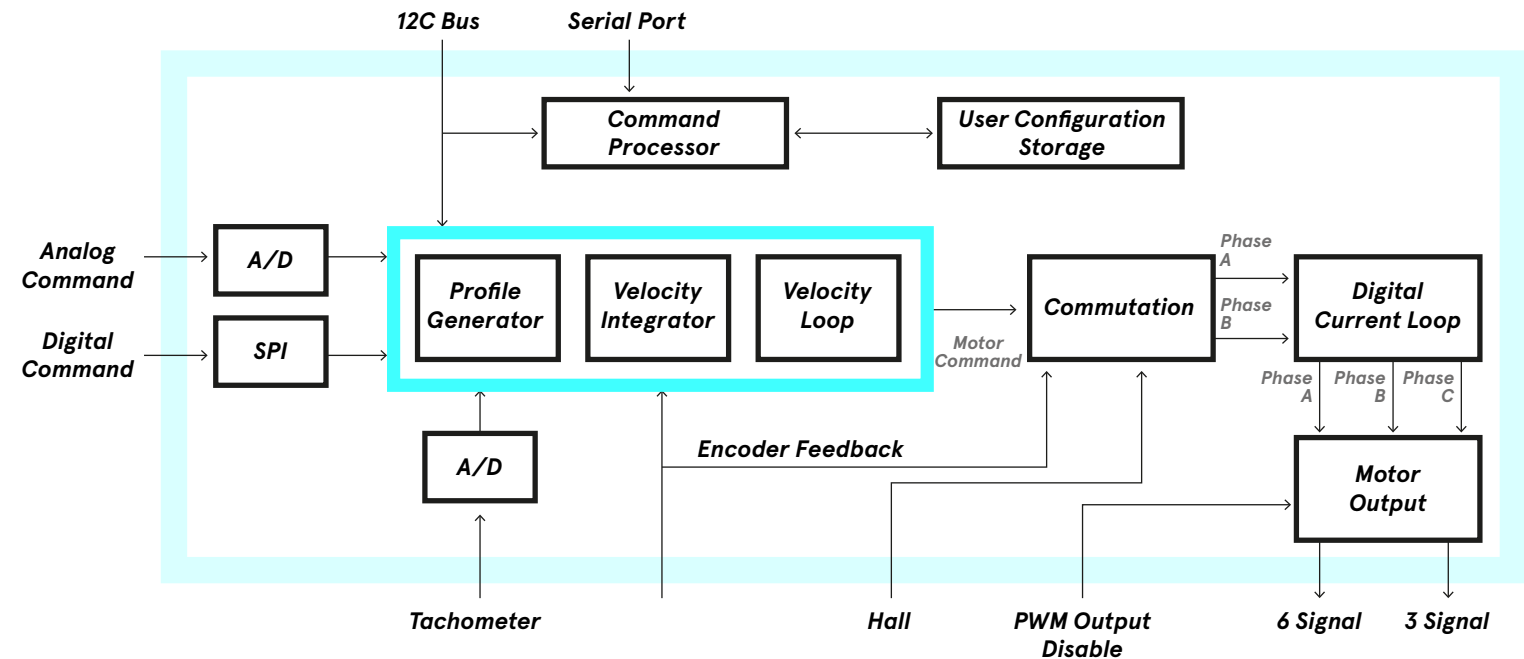 12C Bus
Serial Port
Command
Processor
User Configuration
Storage
Analog
Command
A/D
Digital
Command
SPI
Profile
Generator
Velocity
Integrator
Velocity
Loop
Motor
Command
Commutation
Phase
A
Phase
B
Digital
Current Loop
Phase
A
Phase
B
Phase
C
A/D
Encoder Feedback
Motor
Output
Tachometer
Hall
PWM Output
Disable
6 Signal
3 Signal